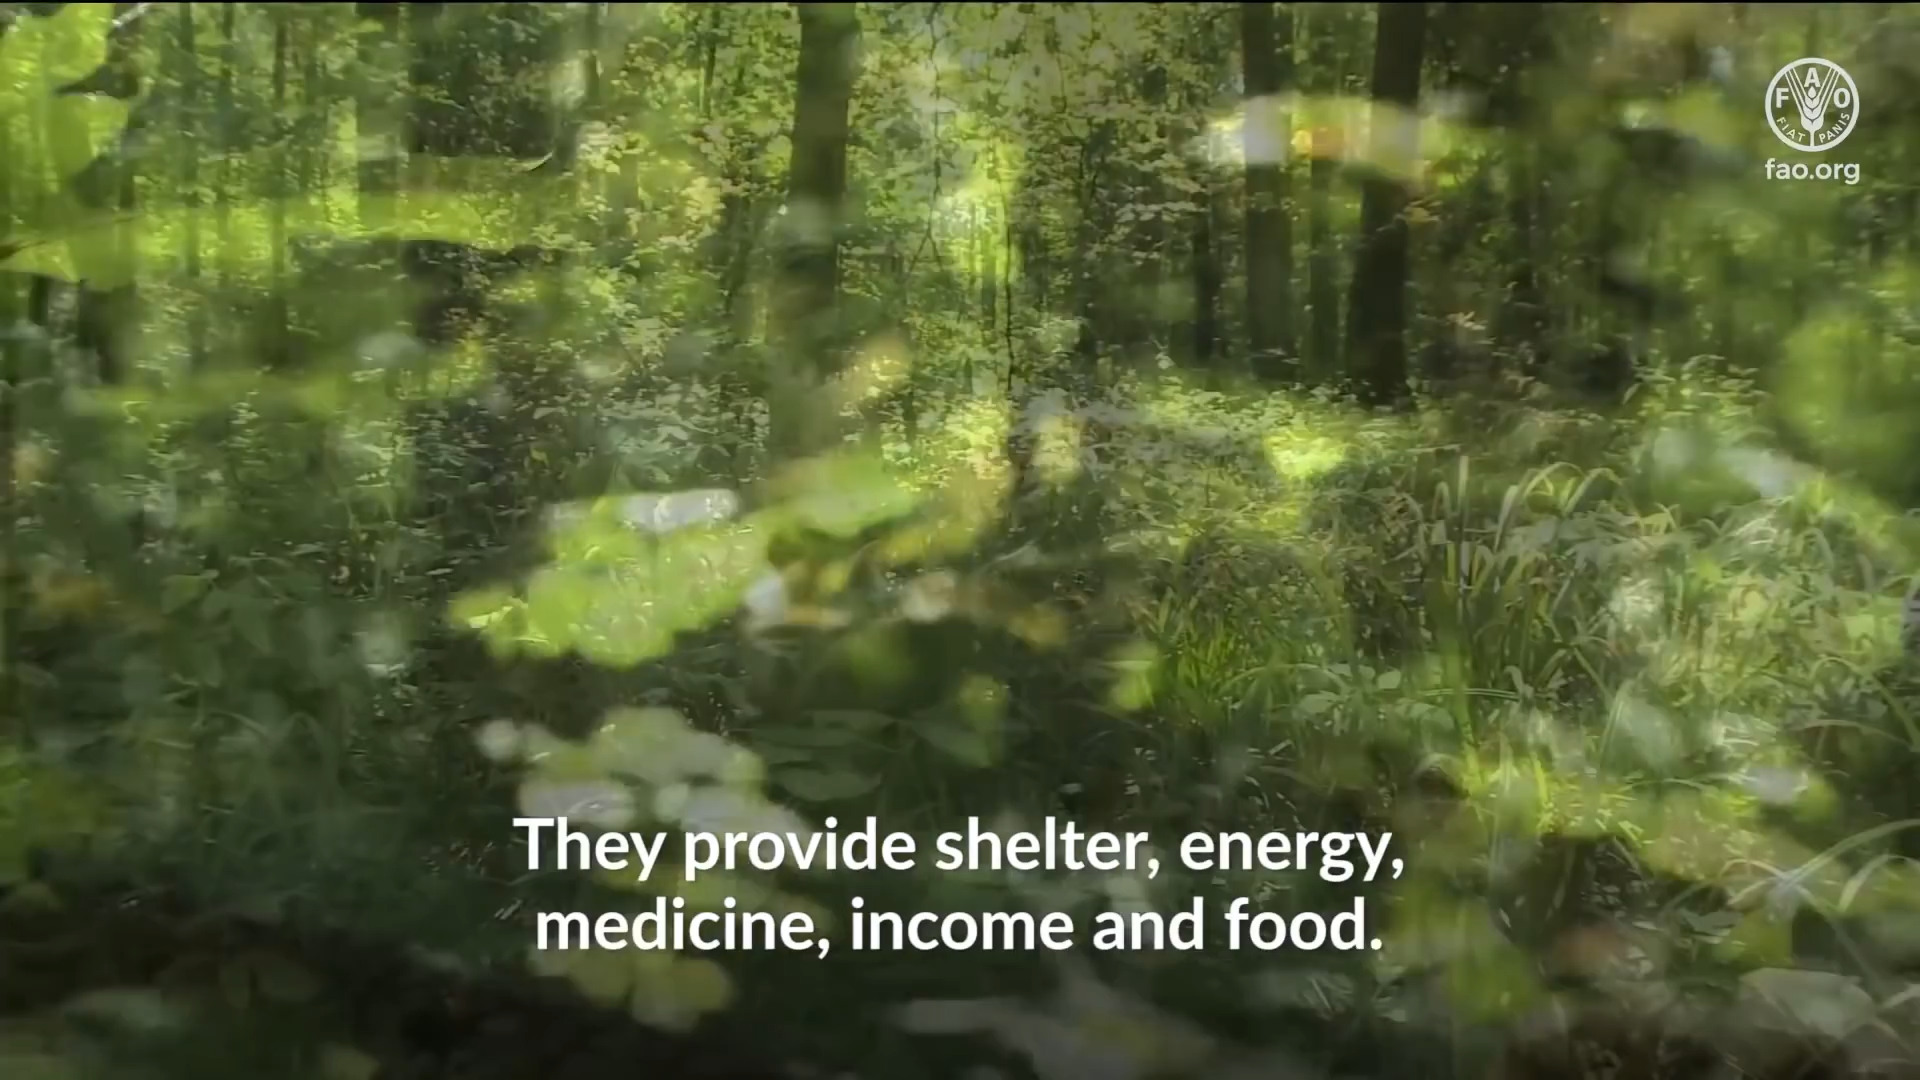 FAO
FIAT PANIS
fao.org
They provide shelter, energy,
medicine, income and food.